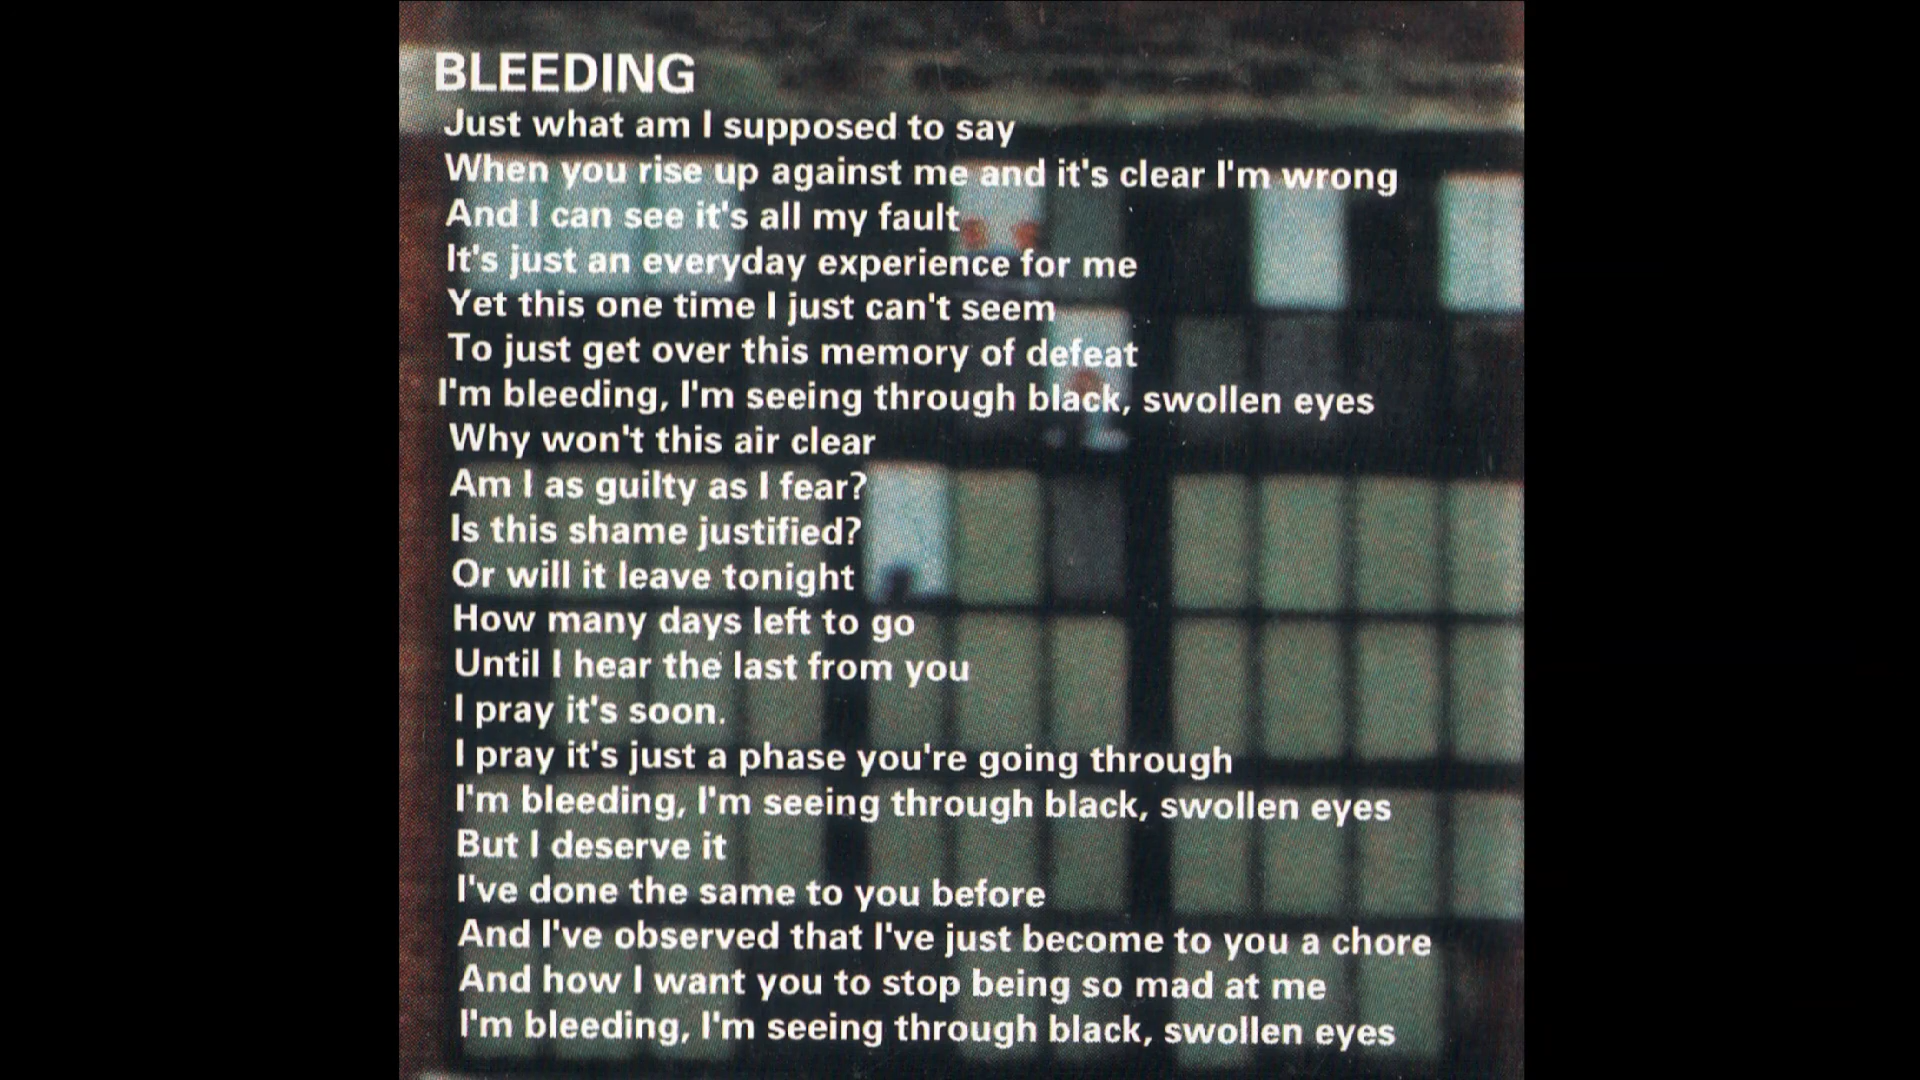 BLEEDING
Just what am I supposed to say
When you rise up against me and it's clear I'm wrong
And I can see it's all my fault
It's just an everyday experience for me
Yet this one time I just can't seem
To just get over this memory of defeat
I'm bleeding, I'm seeing through black, swollen eyes
Why won't this air clear
Am I as guilty as I fear?
Is this shame justified?
Or will it leave tonight
How many days left to go
Until I hear the last from you
I pray it's soon.
I pray it's just a phase you're going through
I'm bleeding, I'm seeing through black, swollen eyes
But I deserve it
I've done the same to you before
And I've observed that I've just become to you a chore
And how I want you to stop being so mad at me
I'm bleeding, I'm seeing through black, swollen eyes